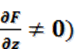 ∂F/∂z ≠ 0)